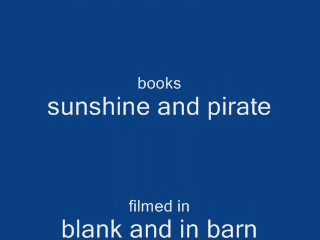 books
sunshine and pirate
filmed in
blank and in barn